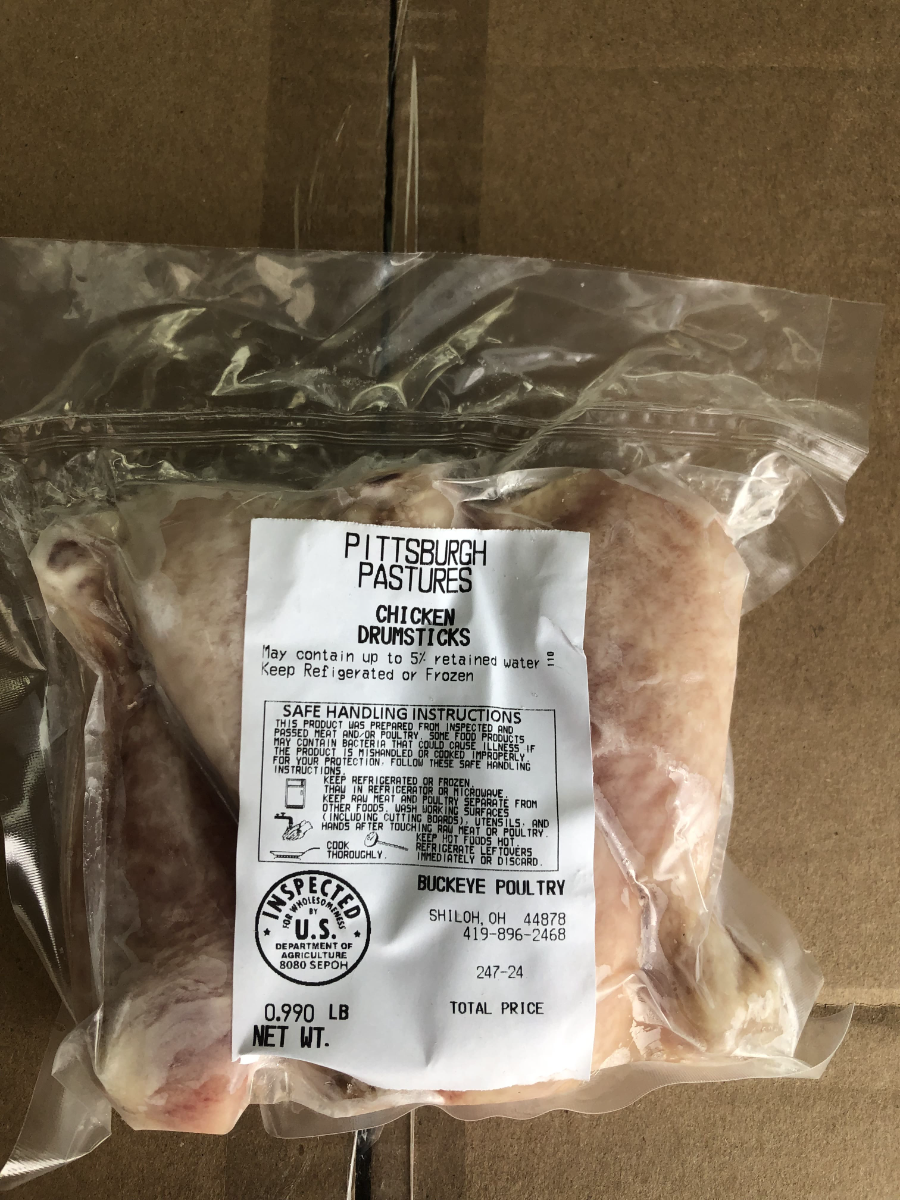 PITTSBURGH
PASTURES
CHICKEN
DRUMSTICKS
May contain up to 5% retained water
110
Keep Refigerated or Frozen
SAFE HANDLING INSTRUCTIONS
THIS PRODUCT WAS PREPARED FROM INSPECTED AND
PASSED MEAT AND/OR POULTRY. SOME FOOD PRODUCTS
MAY CONTAIN BACTERIA THAT COULD CAUSE ILLNESS IF
THE PRODUCT IS MISHANDLED OR COOKED IMPROPERLY.
FOR YOUR PROTECTION, FOLLOW THESE SAFE HANDLING
INSTRUCTIONS.
KEEP REFRIGERATED OR FROZEN.
THAW IN REFRIGERATOR OR MICROWAVE.
KEEP RAW MEAT AND POULTRY SEPARATE FROM
OTHER FOODS. WASH WORKING SURFACES
(INCLUDING CUTTING BOARDS), UTENSILS, AND
HANDS AFTER TOUCHING RAW MEAT OR POULTRY.
COOK
THOROUGHLY.
KEEP HOT FOODS HOT.
REFRIGERATE LEFTOVERS
IMMEDIATELY OR DISCARD.
INSPECTED
FOR WHOLESOMENESS
BY
U.S.
DEPARTMENT OF
AGRICULTURE
8080 SEPOH
BUCKEYE POULTRY
SHILOH, OH 44878
419-896-2468
247-24
0.990 LB
NET WT.
TOTAL PRICE